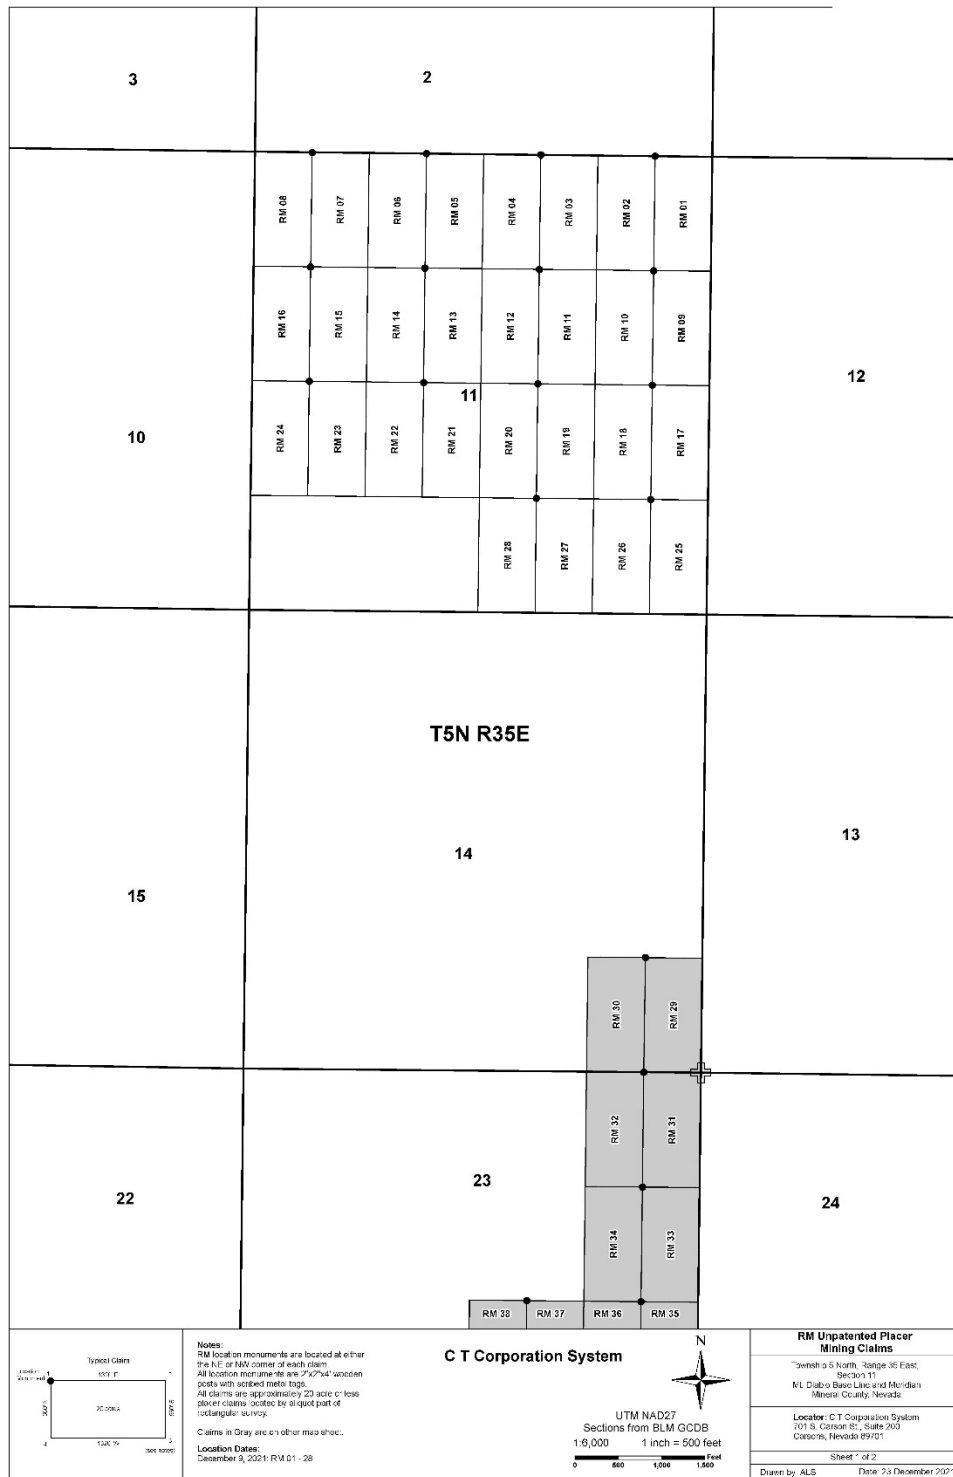 3
2
RM 08
RM 07
RM 06
RM 05
RM 04
RM 03
RM 02
RM 01
RM 16
RM 15
RM 14
RM 13
RM 12
RM 11
RM 10
RM 09
12
11
10
RM 24
RM 23
RM 22
RM 21
RM 20
RM 19
RM 18
RM 17
RM 28
RM 27
RM 26
RM 25
T5N R35E
13
14
15
RM 30
RM 29
RM 32
RM 31
23
22
24
RM 34
RM 33
RM 38
RM 37
RM 36
RM 35
Typical Claim
Location
Monument
Notes:
RM location monuments are located at either
the NE or NW corner of each claim.
All location monuments are 2"x2"x4' wooden
posts with scribed metal tags.
All claims are approximately 20 acre or less
placer claims located by aliquot part of
rectangular survey.
Claims in Gray are on other map sheet.
Location Dates:
December 9, 2021: RM 01 - 28
C T Corporation System
N
UTM NAD27
Sections from BLM GCDB
1:6,000 1 inch = 500 feet
Feet
0 500 1,000 1,500
RM Unpatented Placer
Mining Claims
Township 5 North, Range 35 East,
Section 11
Mt. Diablo Base Line and Meridian
Mineral County, Nevada
Locator: C T Corporation System
701 S. Carson St., Suite 200
Carsons, Nevada 89701
Sheet 1 of 2
Drawn by ALS Date: 23 December 2021